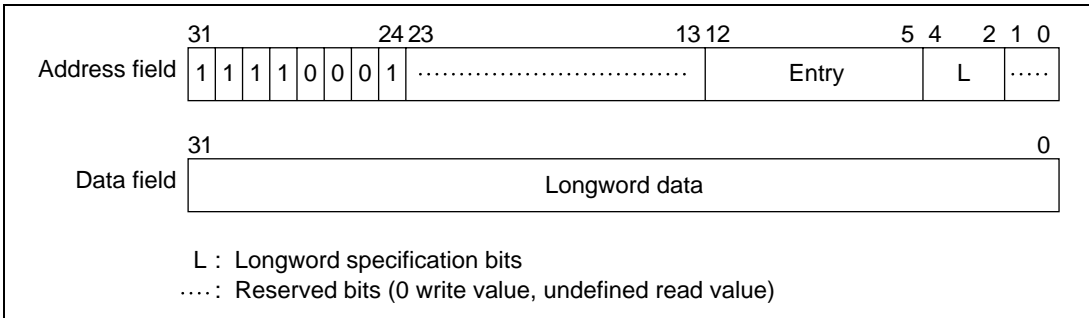 31 24 23 13 12 5 4 2 1 0
Address field 1 1 1 1 0 0 0 1 ................................. Entry L .....
31 0
Data field Longword data
L : Longword specification bits
.... : Reserved bits (0 write value, undefined read value)